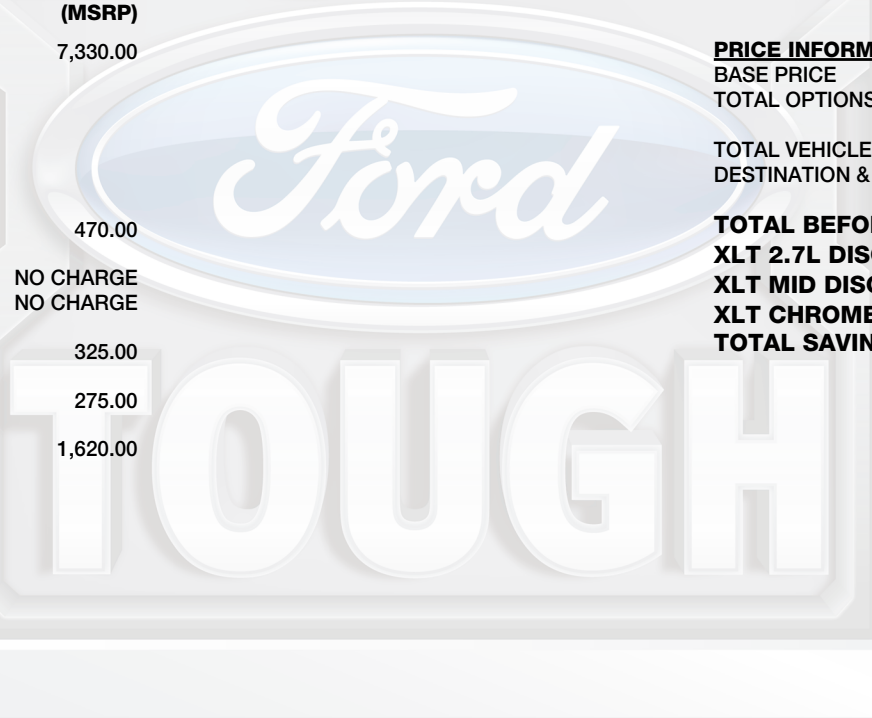 (MSRP)
7,330.00
470.00
NO CHARGE
NO CHARGE
325.00
275.00
1,620.00
PRICE INFORM
BASE PRICE
TOTAL OPTIONS
TOTAL VEHICLE
DESTINATION &
TOTAL BEFO
XLT 2.7L DIS
XLT MID DISC
XLT CHROME
TOTAL SAVIN
Ford
TOUGH